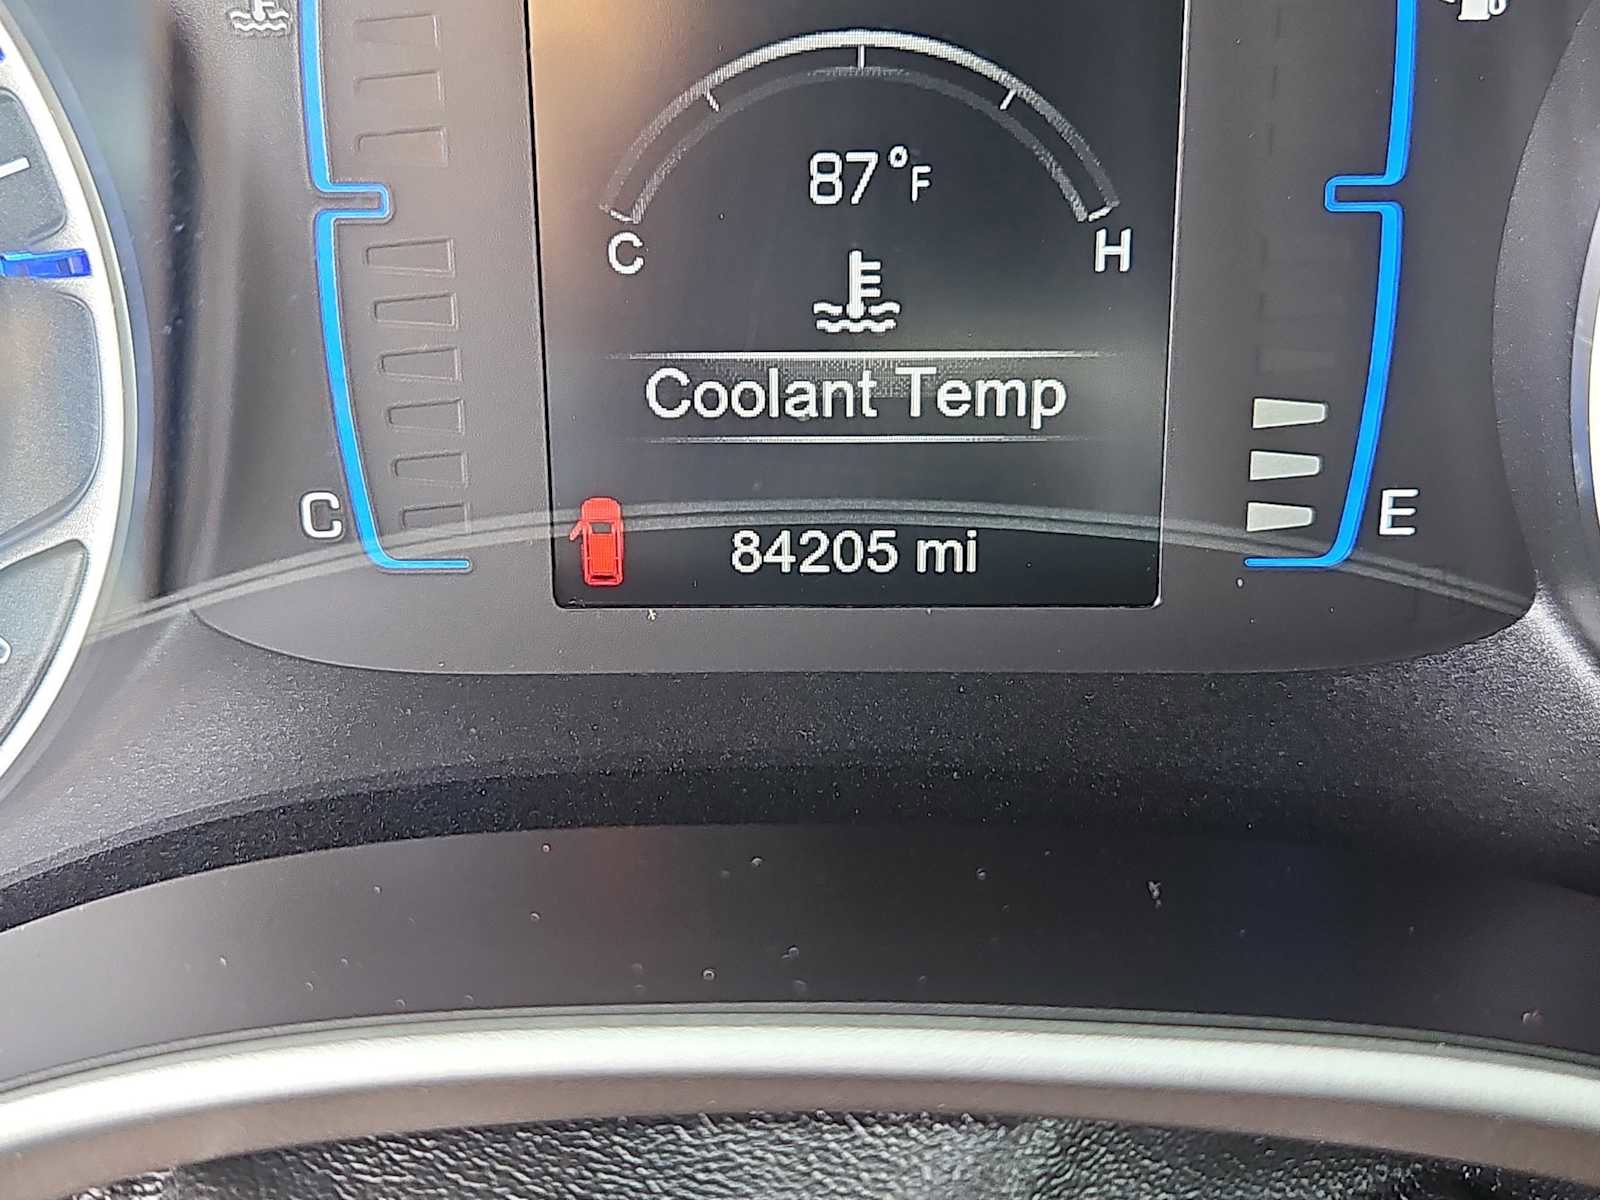 87°F
C H
Coolant Temp
C E
84205 mi